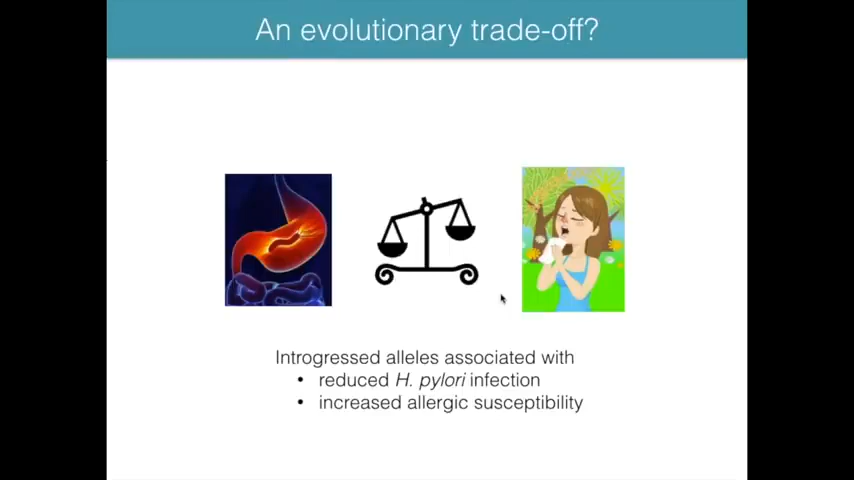 An evolutionary trade-off?
Introgressed alleles associated with
• reduced H. pylori infection
• increased allergic susceptibility